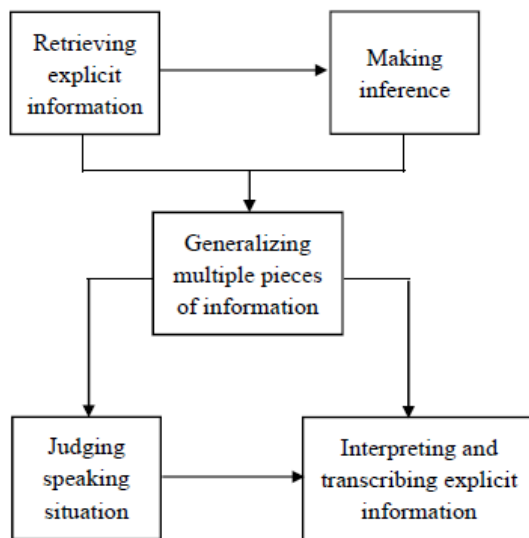 Retrieving
explicit
information
Making
inference
Generalizing
multiple pieces
of information
Judging
speaking
situation
Interpreting and
transcribing explicit
information